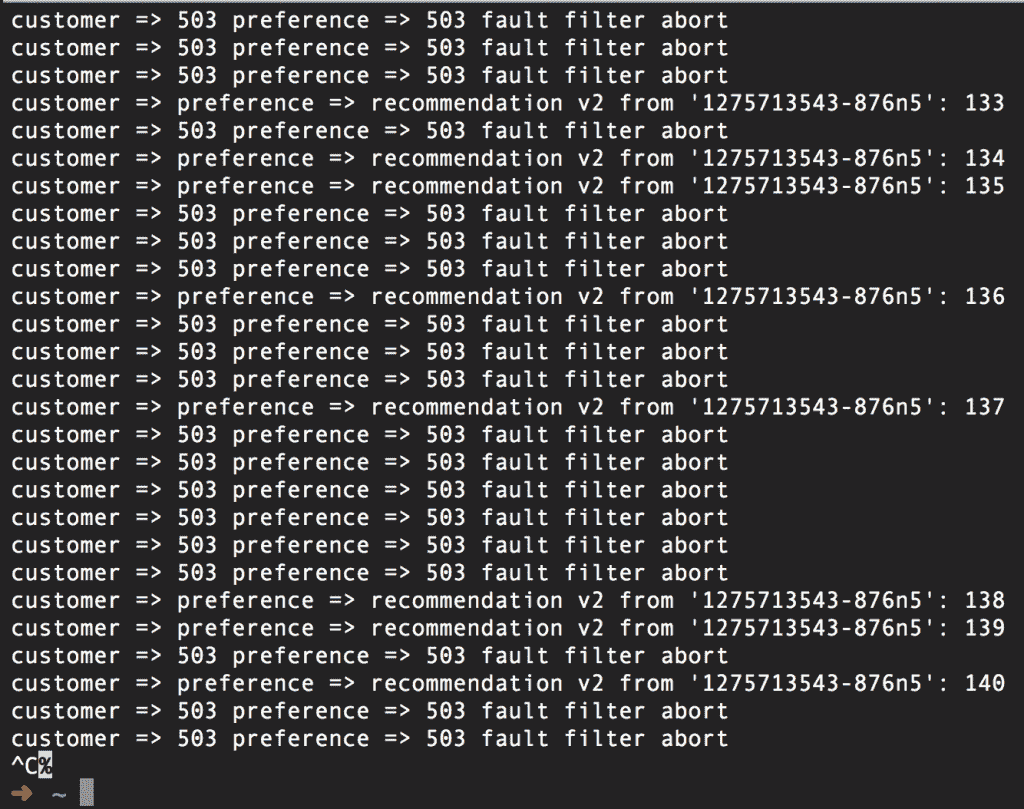 customer => 503 preference => 503 fault filter abort
customer => 503 preference => 503 fault filter abort
customer => 503 preference => 503 fault filter abort
customer => preference => recommendation v2 from '1275713543-876n5': 133
customer => 503 preference => 503 fault filter abort
customer => preference => recommendation v2 from '1275713543-876n5': 134
customer => preference => recommendation v2 from '1275713543-876n5': 135
customer => 503 preference => 503 fault filter abort
customer => 503 preference => 503 fault filter abort
customer => 503 preference => 503 fault filter abort
customer => preference => recommendation v2 from '1275713543-876n5': 136
customer => 503 preference => 503 fault filter abort
customer => 503 preference => 503 fault filter abort
customer => 503 preference => 503 fault filter abort
customer => preference => recommendation v2 from '1275713543-876n5': 137
customer => 503 preference => 503 fault filter abort
customer => 503 preference => 503 fault filter abort
customer => 503 preference => 503 fault filter abort
customer => 503 preference => 503 fault filter abort
customer => 503 preference => 503 fault filter abort
customer => 503 preference => 503 fault filter abort
customer => preference => recommendation v2 from '1275713543-876n5': 138
customer => preference => recommendation v2 from '1275713543-876n5': 139
customer => 503 preference => 503 fault filter abort
customer => preference => recommendation v2 from '1275713543-876n5': 140
customer => 503 preference => 503 fault filter abort
customer => 503 preference => 503 fault filter abort
^C%
➜ ~